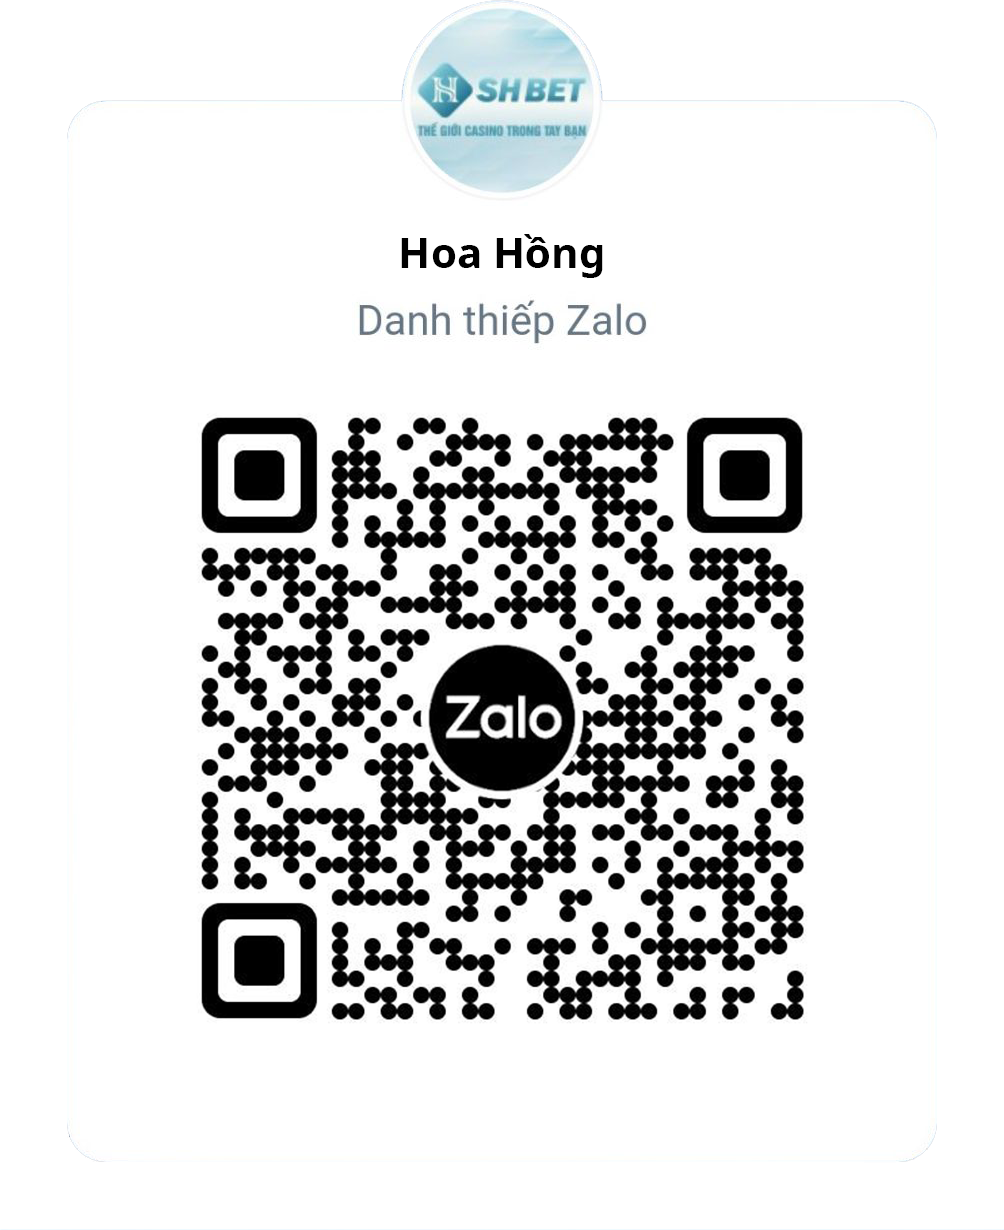 SHBET
THẾ GIỚI CASINO TRONG TAY BẠN
Hoa Hồng
Danh thiếp Zalo
Zalo